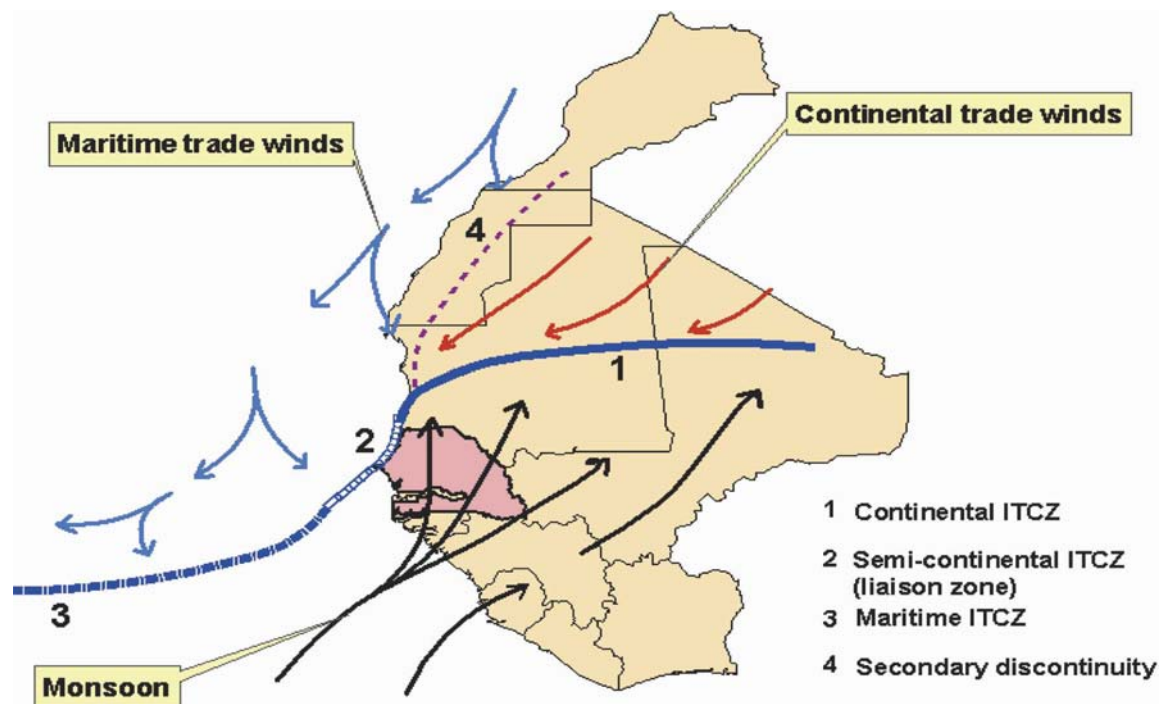 Maritime trade winds
Continental trade winds
4
1
2
3
Monsoon
1 Continental ITCZ
2 Semi-continental ITCZ
(liaison zone)
3 Maritime ITCZ
4 Secondary discontinuity